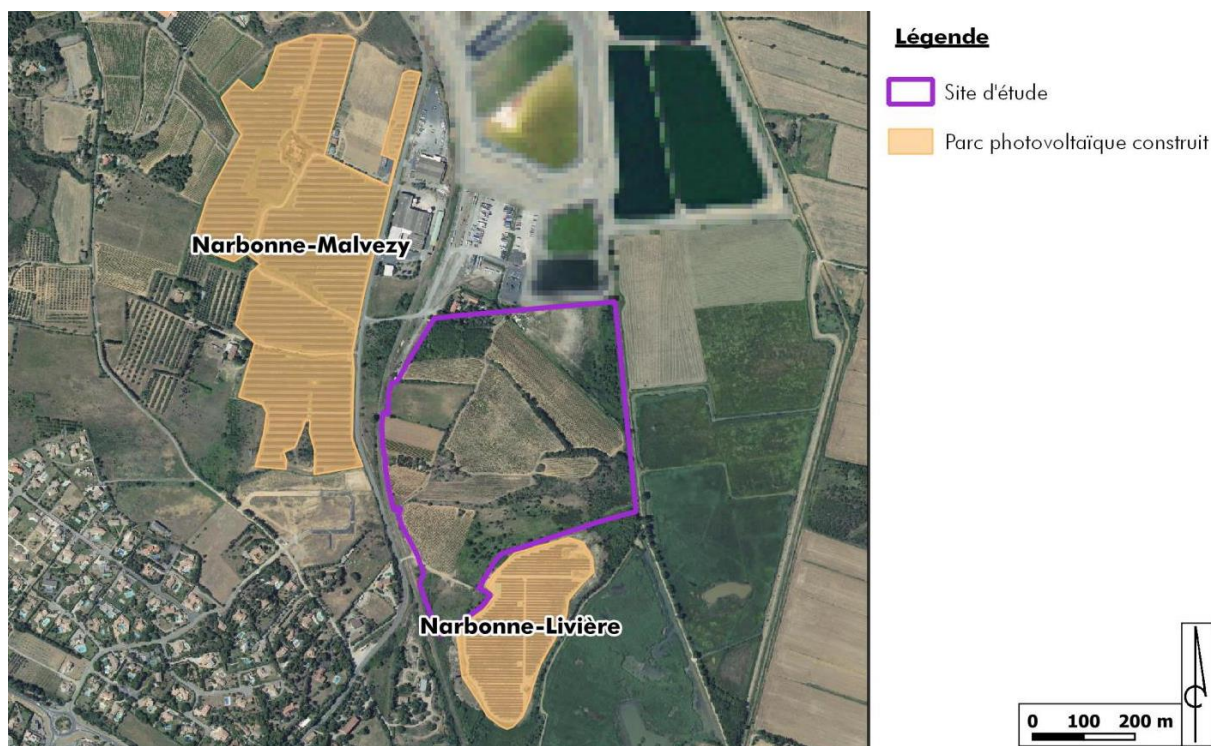 Légende
Site d'étude
Parc photovoltaïque construit
Narbonne-Malvezy
Narbonne-Livière
0 100 200 m